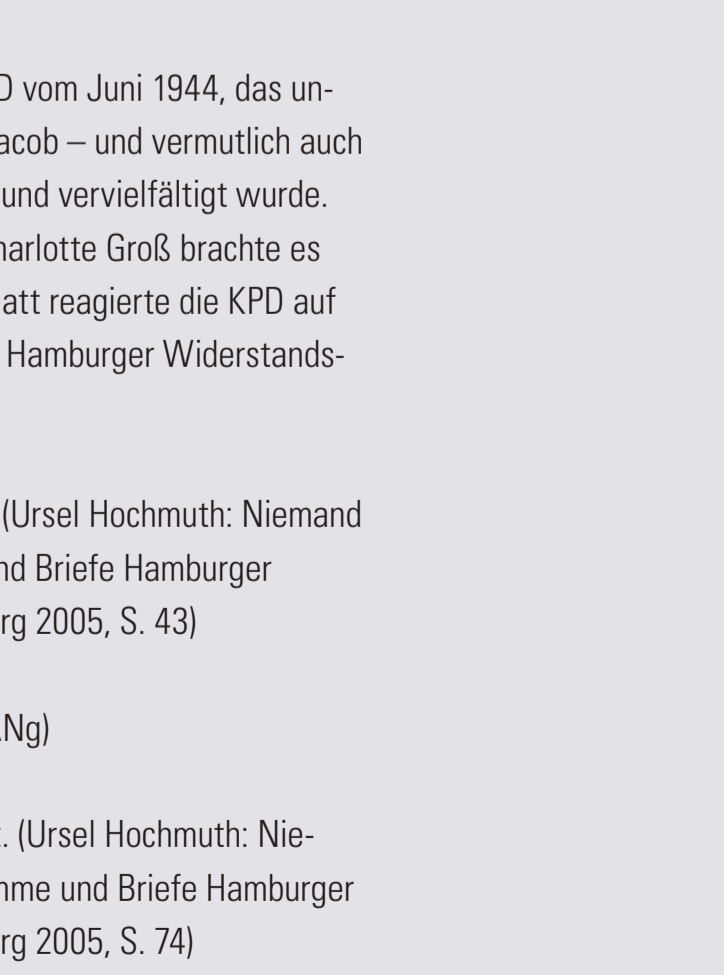 D vom Juni 1944, das un-
acob – und vermutlich auch
und vervielfältigt wurde.
harlotte Groß brachte es
att reagierte die KPD auf
Hamburger Widerstands-
(Ursel Hochmuth: Niemand
nd Briefe Hamburger
rg 2005, S. 43)
ANg)
t. (Ursel Hochmuth: Nie-
mme und Briefe Hamburger
rg 2005, S. 74)